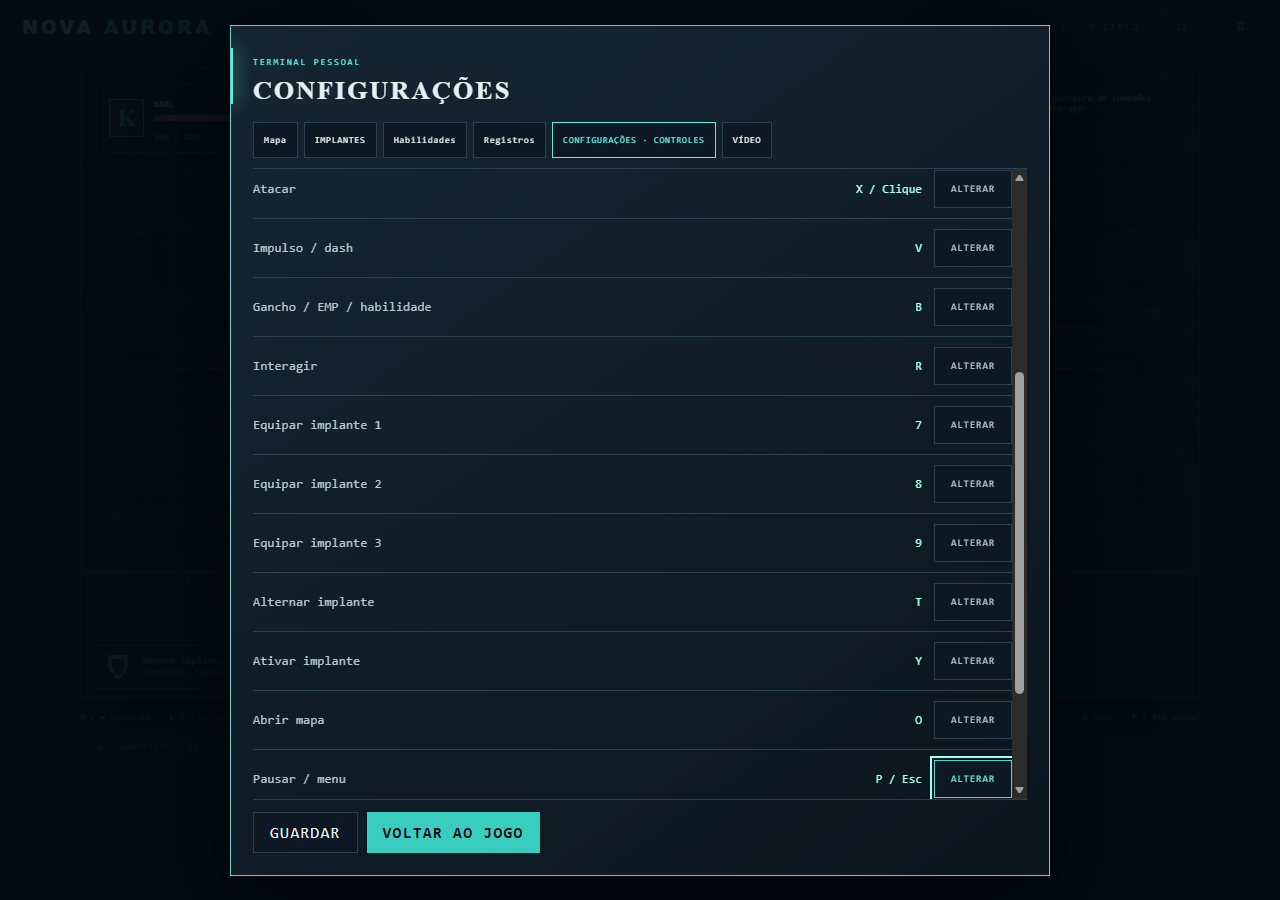 NOVA AURORA
TERMINAL PESSOAL
CONFIGURAÇÕES
Mapa
IMPLANTES
Habilidades
Registros
CONFIGURAÇÕES · CONTROLES
VÍDEO
Atacar X / Clique ALTERAR
Impulso / dash V ALTERAR
Gancho / EMP / habilidade B ALTERAR
Interagir R ALTERAR
Equipar implante 1 7 ALTERAR
Equipar implante 2 8 ALTERAR
Equipar implante 3 9 ALTERAR
Alternar implante T ALTERAR
Ativar implante Y ALTERAR
Abrir mapa O ALTERAR
Pausar / menu P / Esc ALTERAR
GUARDAR
VOLTAR AO JOGO